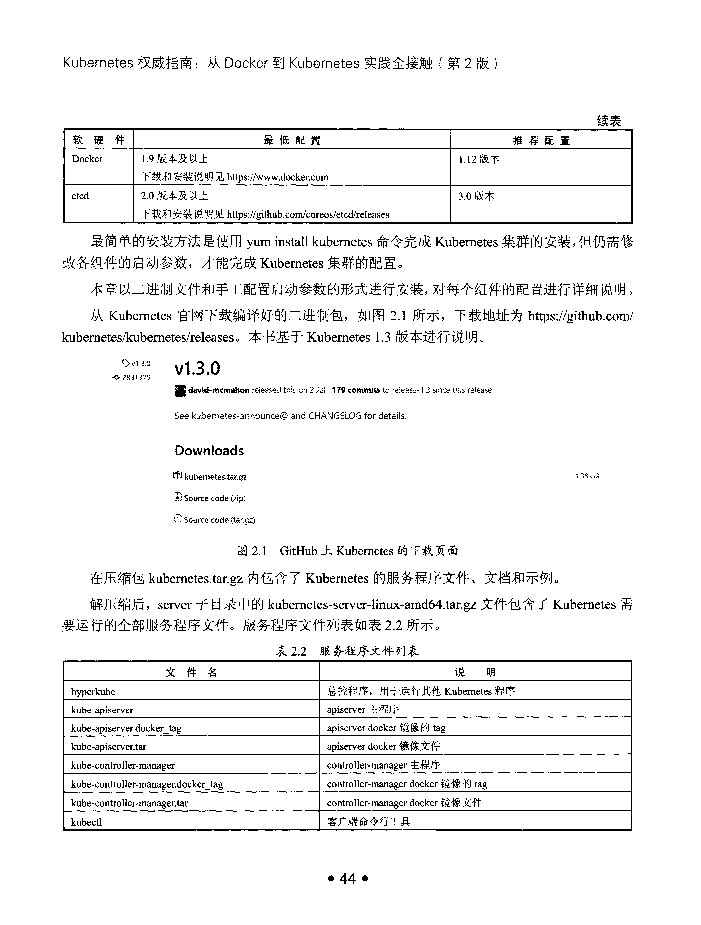 Kubernetes 权威指南：从 Docker 到 Kubernetes 实践全接触（第 2 版）
续表
软 硬 件 最 低 配 置 推 荐 配 置
Docker 1.9 版本及以上 1.12 版本
下载和安装说明见 https://www.docker.com
etcd 2.0 版本及以上 3.0 版本
下载和安装说明见 https://github.com/coreos/etcd/releases
最简单的安装方法是使用 yum install kubernetes 命令完成 Kubernetes 集群的安装，但仍需修
改各组件的启动参数，才能完成 Kubernetes 集群的配置。
本章以二进制文件和手工配置启动参数的形式进行安装，对每个组件的配置进行详细说明。
从 Kubernetes 官网下载编译好的二进制包，如图 2.1 所示，下载地址为 https://github.com/
kubernetes/kubernetes/releases。本书基于 Kubernetes 1.3 版本进行说明。
v1.3.0
v1.3.0
david-mcmahon released this on 2 Jul · 179 commits to release-1.3 since this release
See kubernetes-announce@ and CHANGELOG for details.
Downloads
kubernetes.tar.gz
Source code (zip)
Source code (tar.gz)
图 2.1 GitHub 上 Kubernetes 的下载页面
在压缩包 kubernetes.tar.gz 内包含了 Kubernetes 的服务程序文件、文档和示例。
解压缩后，server 子目录中的 kubernetes-server-linux-amd64.tar.gz 文件包含了 Kubernetes 需
要运行的全部服务程序文件。服务程序文件列表如表 2.2 所示。
表 2.2 服务程序文件列表
文 件 名 说 明
hyperkube 总控程序，用于运行其他 Kubernetes 程序
kube-apiserver apiserver 主程序
kube-apiserver.docker_tag apiserver docker 镜像的 tag
kube-apiserver.tar apiserver docker 镜像文件
kube-controller-manager controller-manager 主程序
kube-controller-manager.docker_tag controller-manager docker 镜像的 tag
kube-controller-manager.tar controller-manager docker 镜像文件
kubectl 客户端命令行工具
• 44 •